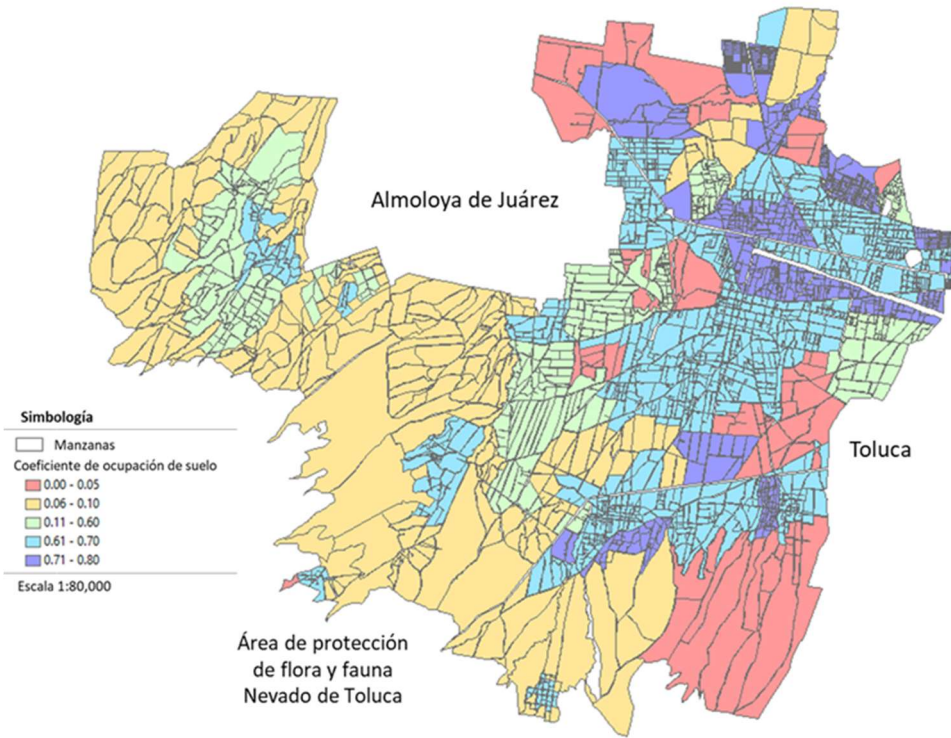 Almoloya de Juárez
Toluca
Simbología
Manzanas
Coeficiente de ocupación de suelo
0.00 - 0.05
0.06 - 0.10
0.11 - 0.60
0.61 - 0.70
0.71 - 0.80
Escala 1:80,000
Área de protección
de flora y fauna
Nevado de Toluca